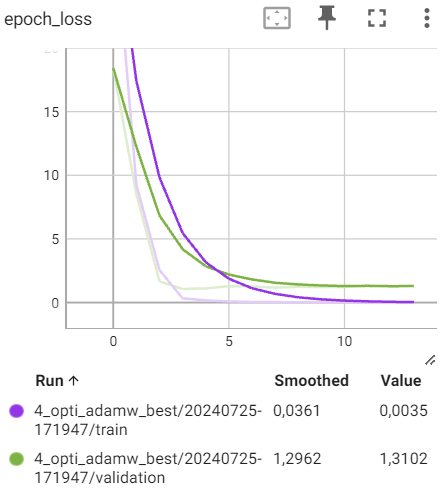 epoch_loss
20
15
10
5
0
0
5
10
Run ↑ Smoothed Value
4_opti_adamw_best/20240725- 0,0361 0,0035
171947/train
4_opti_adamw_best/20240725- 1,2962 1,3102
171947/validation